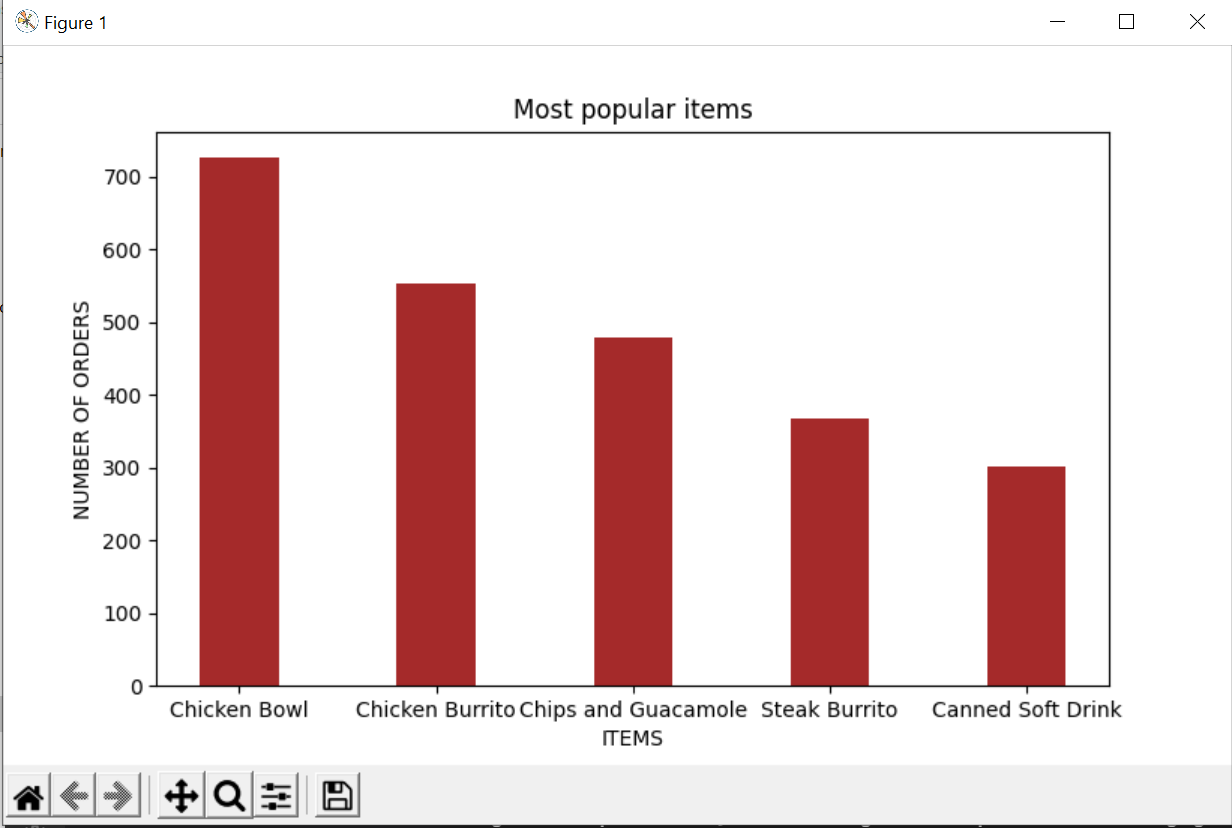 Figure 1
Most popular items
700
600
500
400
300
200
100
0
NUMBER OF ORDERS
Chicken Bowl Chicken Burrito Chips and Guacamole Steak Burrito Canned Soft Drink
ITEMS